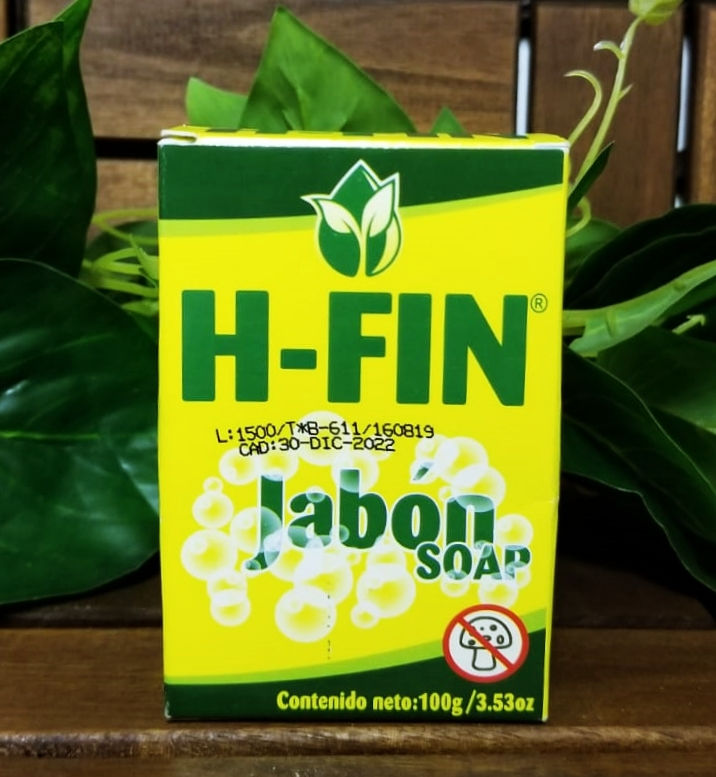 H-FIN®
L:1500/T*B-611/160819
CAD:30-DIC-2022
Jabón
SOAP
Contenido neto:100g/3.53oz